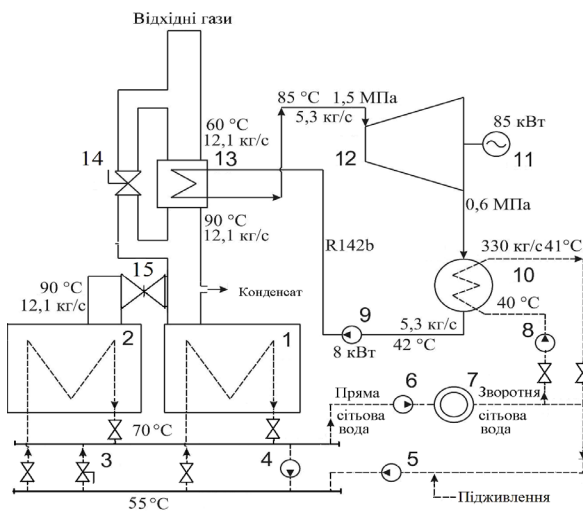 Відхідні гази
85 °C
1,5 МПа
5,3 кг/с
85 кВт
60 °C
12,1 кг/с
13
14
12
11
0,6 МПа
90 °C
12,1 кг/с
R142b
330 кг/с 41°C
10
15
90 °C
12,1 кг/с
Конденсат
40 °C
2
1
9
8 кВт
5,3 кг/с
42 °C
8
6
7
Пряма
сітьова
вода
Зворотня
сітьова
вода
70 °C
3
4
5
55°C
Підживлення